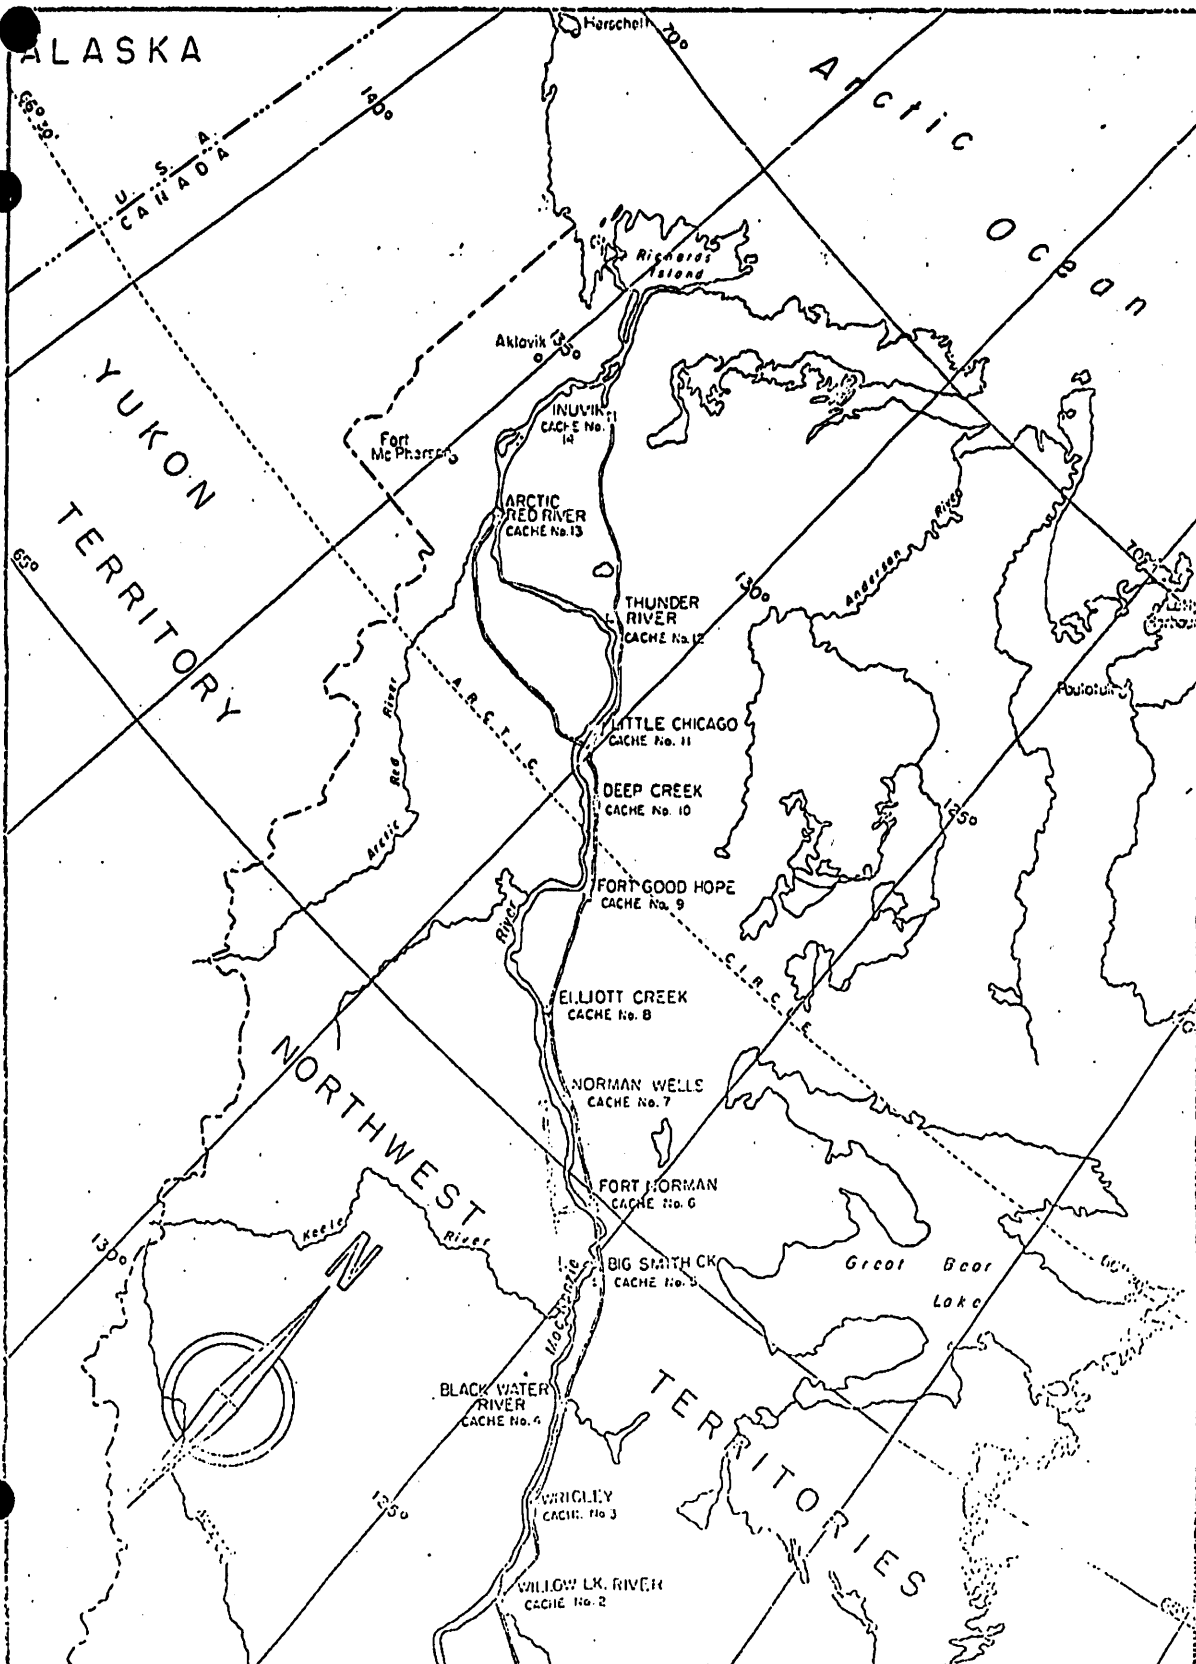 Herschel
70°
ALASKA
Arctic
66° 30'
140°
U. S. A.
CANADA
Ocean
Richards
Island
Aklavik
135°
YUKON
INUVIK
CACHE No.
14
Fort
McPherson
ARCTIC
RED RIVER
CACHE No. 13
Anderson River
TERRITORY
65°
70°
130°
THUNDER
RIVER
CACHE No. 12
ARCTIC
Arctic Red River
LITTLE CHICAGO
CACHE No. 11
DEEP CREEK
CACHE No. 10
125°
FORT GOOD HOPE
CACHE No. 9
River
CIRCLE
ELLIOTT CREEK
CACHE No. 8
NORTHWEST
NORMAN WELLS
CACHE No. 7
FORT NORMAN
CACHE No. 6
130°
Keele River
N
BIG SMITH CK
CACHE No. 5
Great Bear
Lake
MacKenzie
BLACK WATER
RIVER
CACHE No. 4
TERRITORIES
125°
WRIGLEY
CACHE No 3
WILLOW LK. RIVER
CACHE No. 2